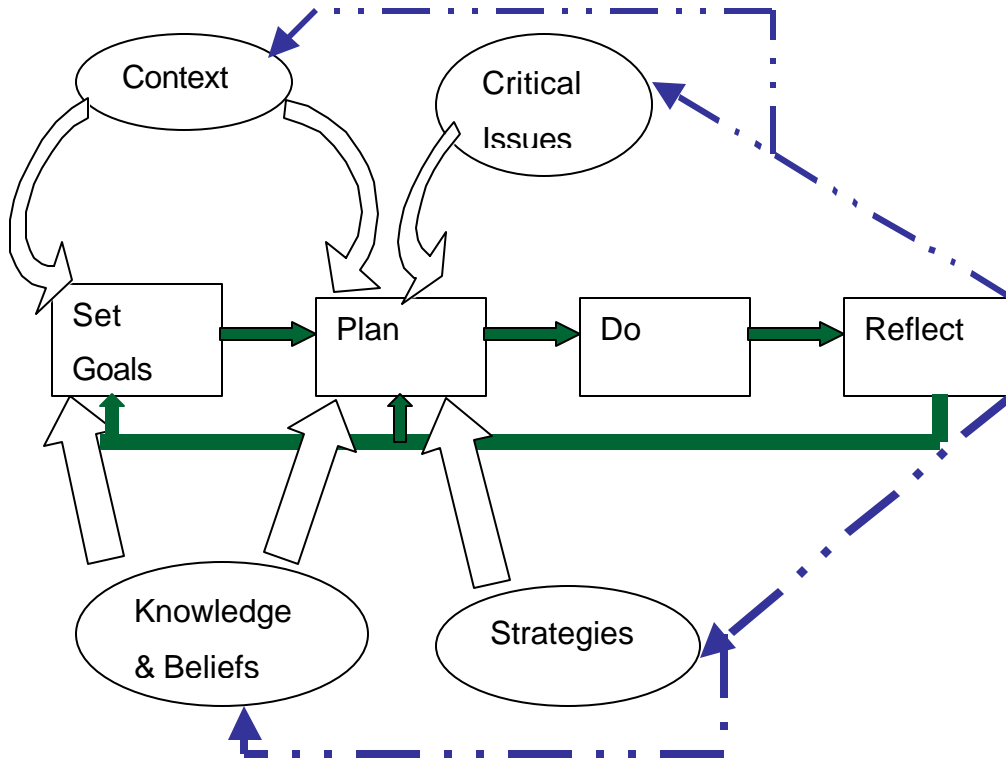 Context
Critical
Issues
Set
Goals
Plan
Do
Reflect
Knowledge
& Beliefs
Strategies